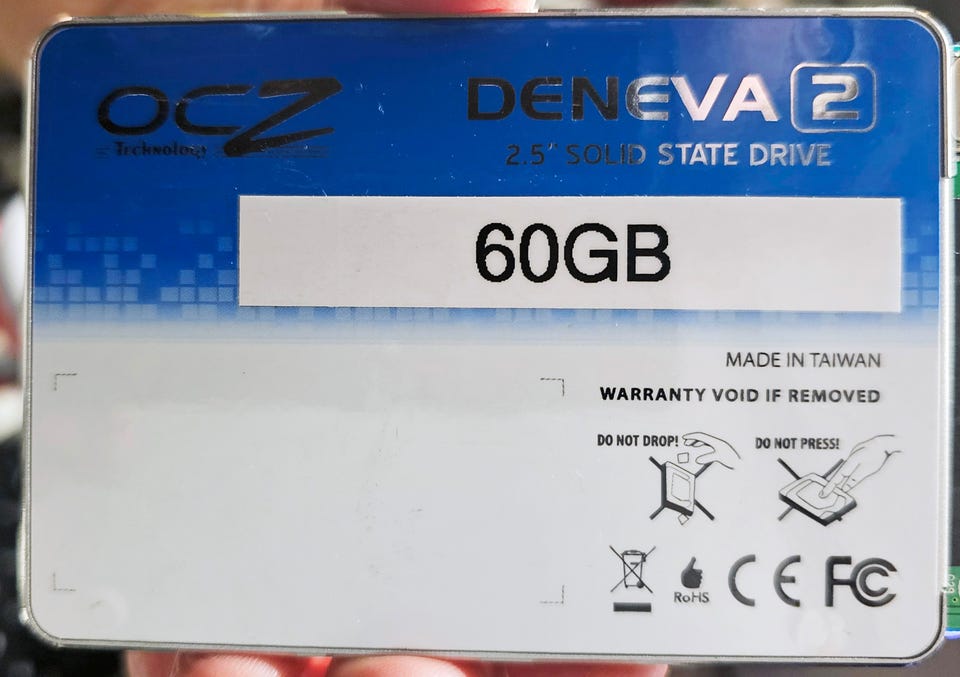 OCZ
Technology
DENEVA 2
2.5" SOLID STATE DRIVE
60GB
MADE IN TAIWAN
WARRANTY VOID IF REMOVED
DO NOT DROP!
DO NOT PRESS!
RoHS
CE
FC